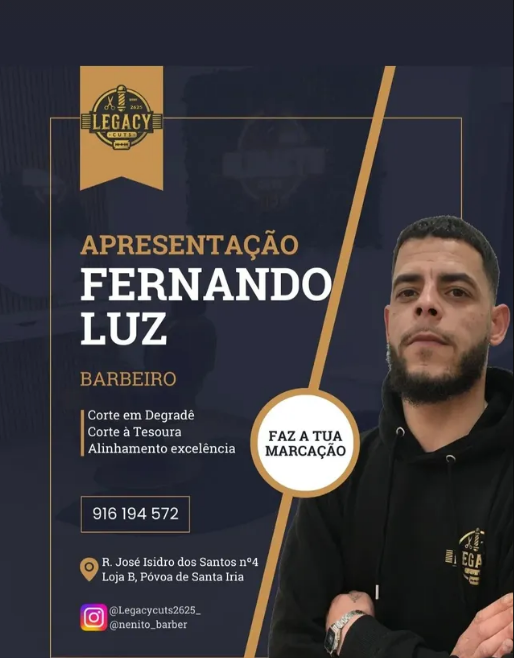 LEGACY
CUTS
2625
APRESENTAÇÃO
FERNANDO
LUZ
BARBEIRO
Corte em Degradê
Corte à Tesoura
Alinhamento excelência
FAZ A TUA
MARCAÇÃO
916 194 572
R. José Isidro dos Santos nº4
Loja B, Póvoa de Santa Iria
@Legacycuts2625_
@nenito_barber